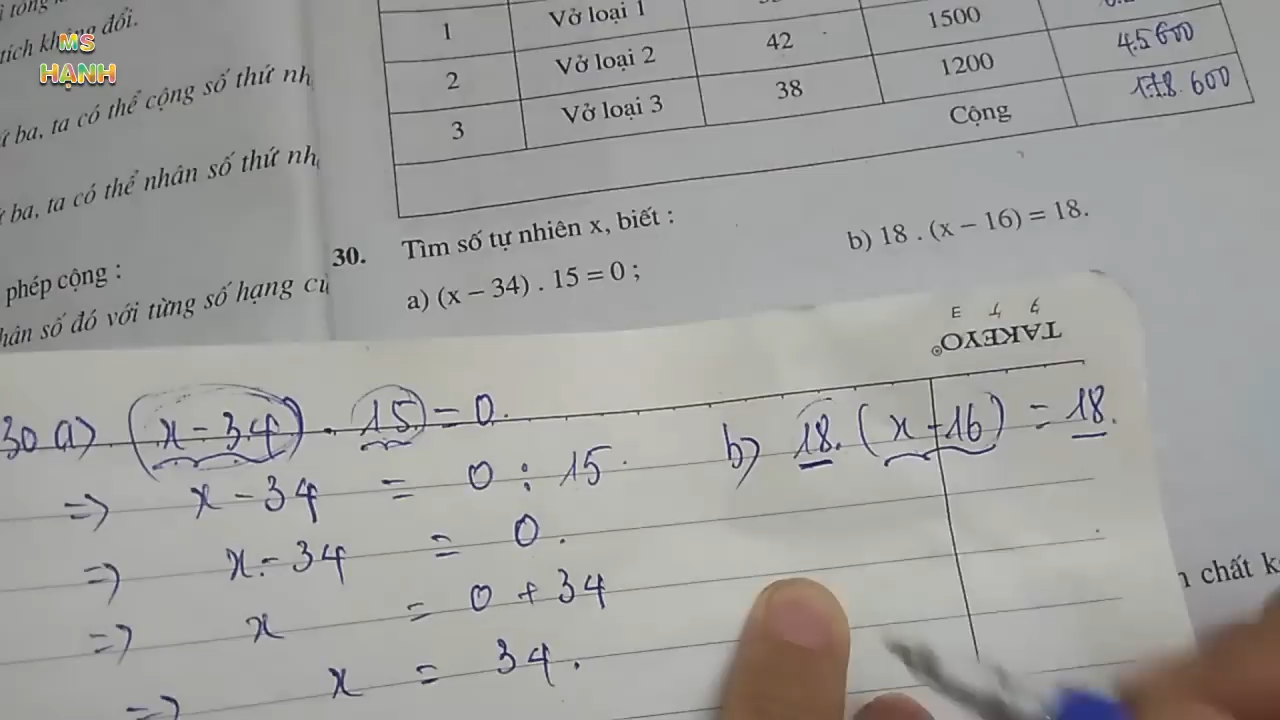 MS
HẠNH
tích không đổi.
ba, ta có thể cộng số thứ nh
ba, ta có thể nhân số thứ nh
phép cộng :
số đó với từng số hạng củ
1 Vở loại 1 1500
2 Vở loại 2 42 1200 45600
3 Vở loại 3 38 Cộng 178.600
30. Tìm số tự nhiên x, biết :
a) (x – 34) . 15 = 0 ; b) 18 . (x – 16) = 18.
TAKEYO
30 a) (x - 34) . 15 = 0.
=> x - 34 = 0 : 15.
=> x - 34 = 0.
=> x = 0 + 34
=> x = 34.
b) 18. (x - 16) = 18.
chất k